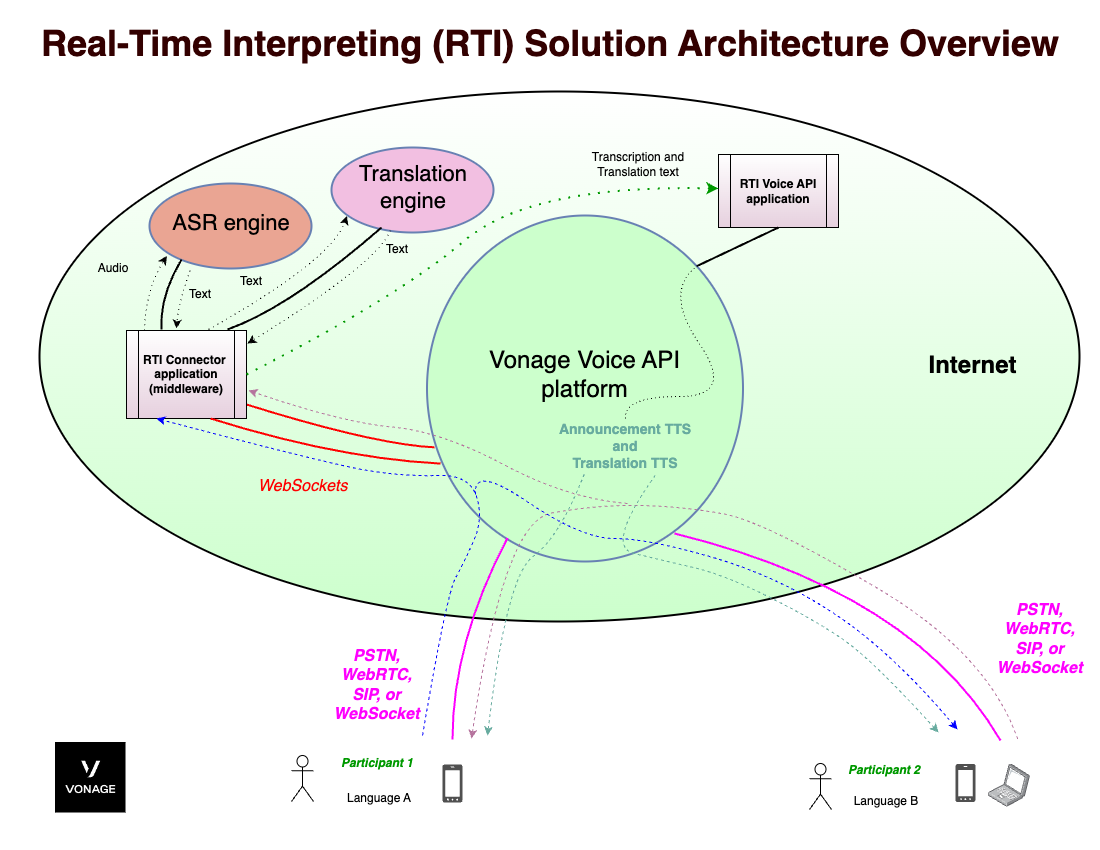 Real-Time Interpreting (RTI) Solution Architecture Overview
Transcription and
Translation text
RTI Voice API
application
Translation
engine
ASR engine
Audio
Text
Text
Text
RTI Connector
application
(middleware)
Vonage Voice API
platform
Internet
Announcement TTS
and
Translation TTS
WebSockets
PSTN,
WebRTC,
SIP, or
WebSocket
PSTN,
WebRTC,
SIP, or
WebSocket
VONAGE
Participant 1
Language A
Participant 2
Language B